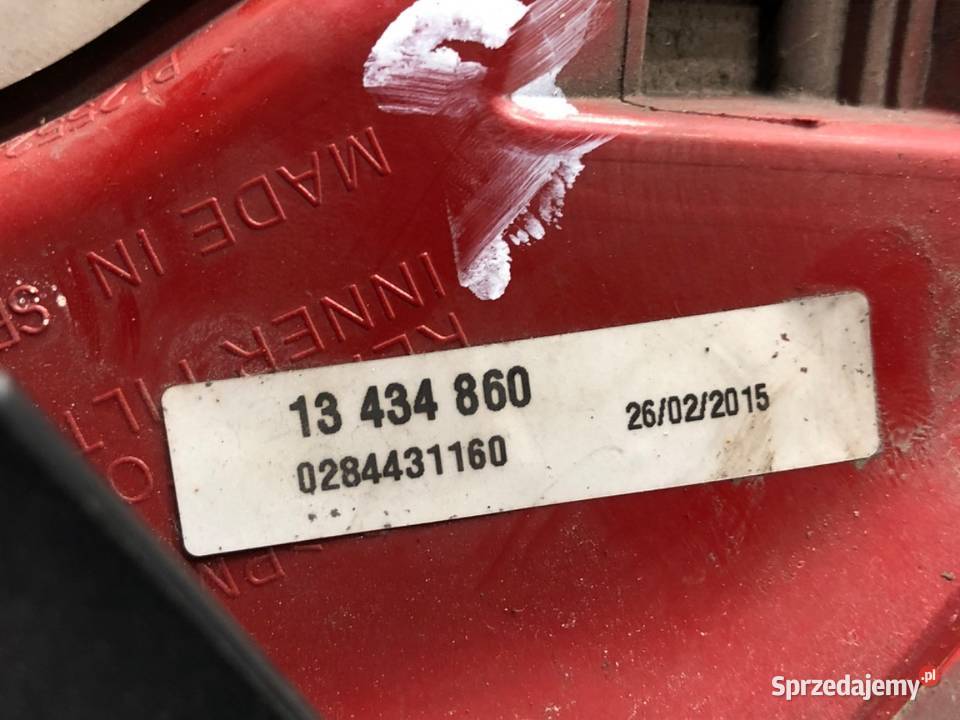 MADE IN
INNER
13 434 860
26/02/2015
0284431160
Sprzedajemy.pl